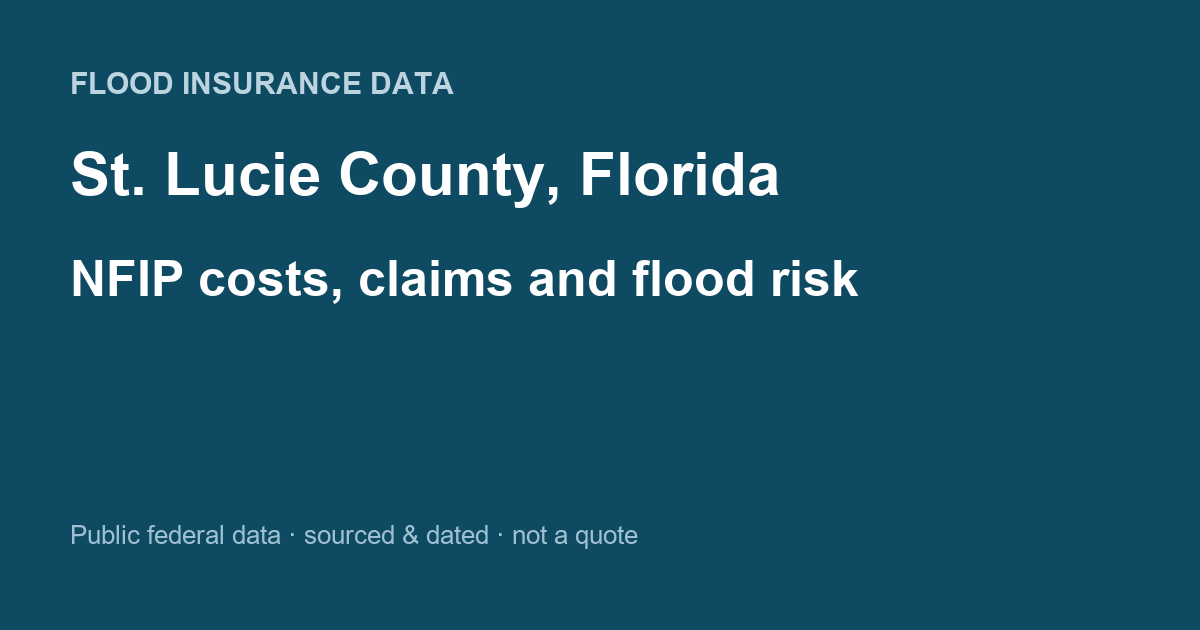 FLOOD INSURANCE DATA
St. Lucie County, Florida
NFIP costs, claims and flood risk
Public federal data · sourced & dated · not a quote